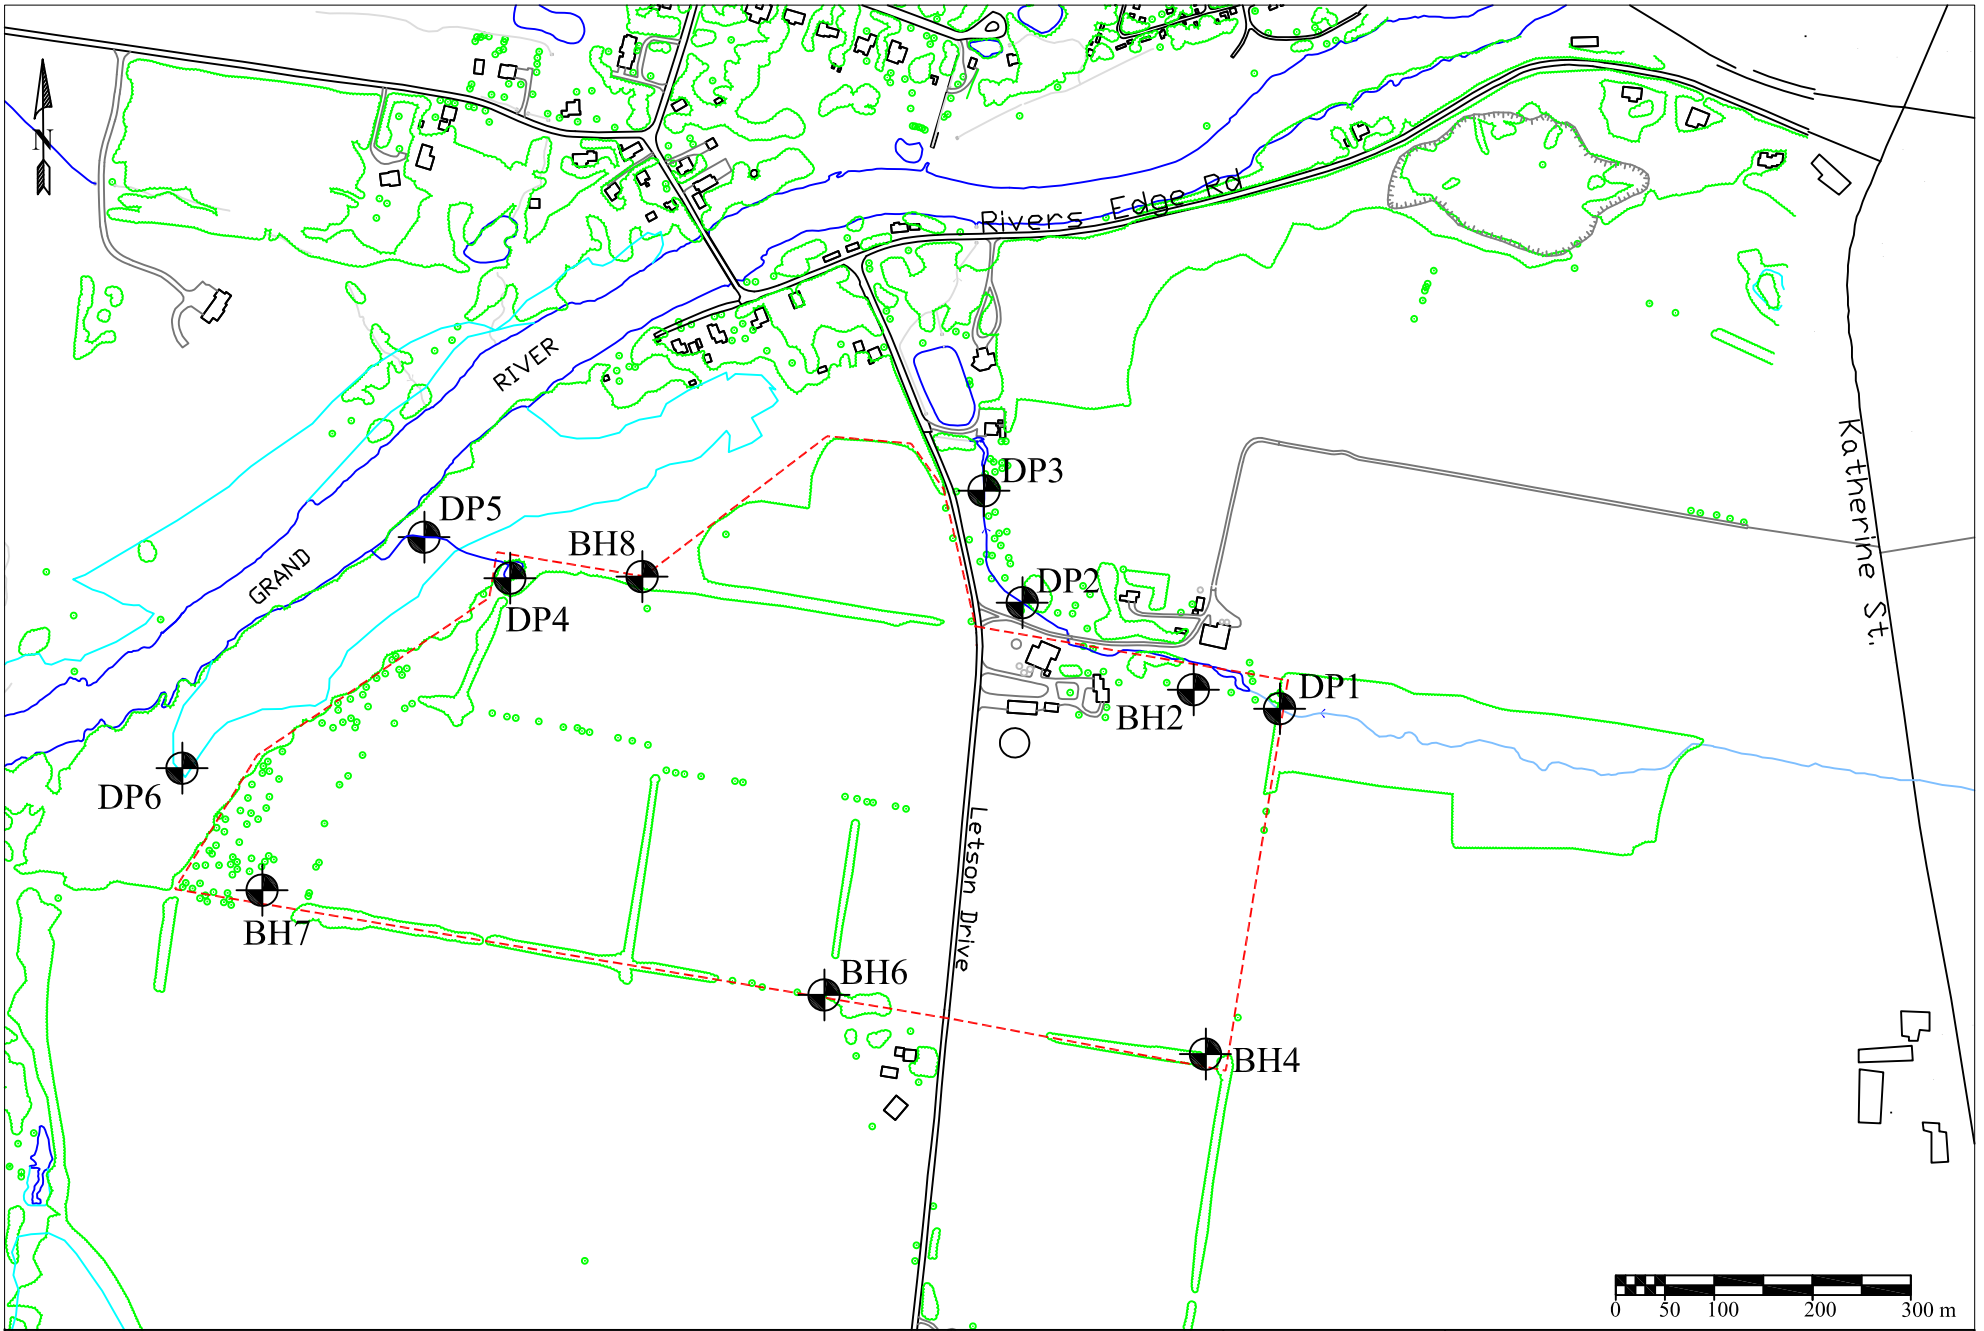 N
Rivers Edge Rd
RIVER
GRAND
Katherine St.
DP3
DP5
BH8
DP2
DP4
DP1
BH2
DP6
Letson Drive
BH7
BH6
BH4
0 50 100 200 300 m